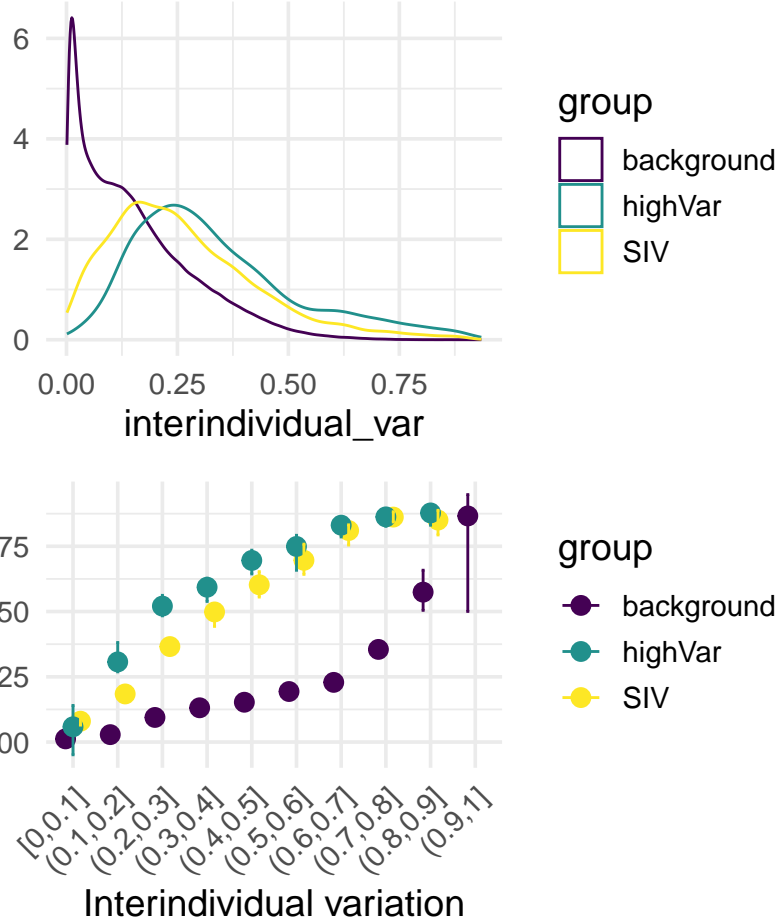 6
4
2
0
0.00 0.25 0.50 0.75
interindividual_var
group
background
highVar
SIV
75
50
25
00
[0,0.1] (0.1,0.2] (0.2,0.3] (0.3,0.4] (0.4,0.5] (0.5,0.6] (0.6,0.7] (0.7,0.8] (0.8,0.9] (0.9,1]
Interindividual variation
group
background
highVar
SIV